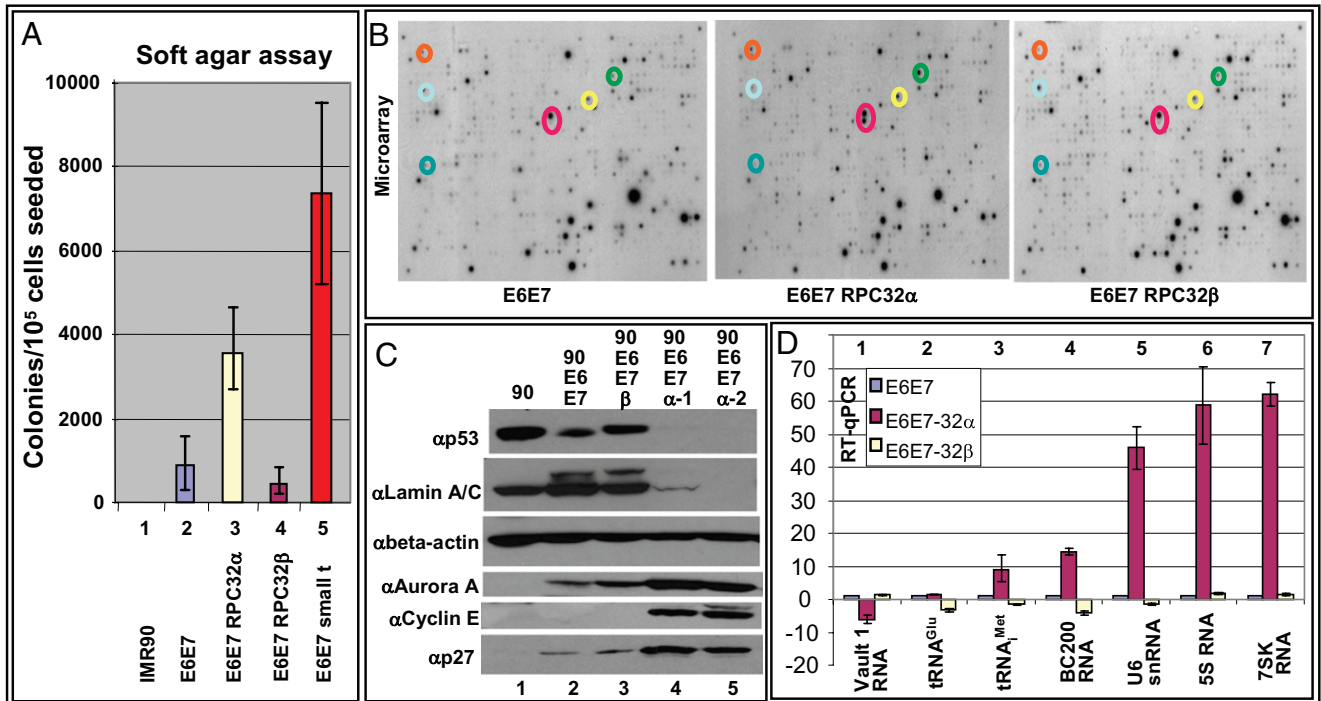 A
Soft agar assay
Colonies/10⁵ cells seeded
10000
8000
6000
4000
2000
0
1 2 3 4 5
IMR90
E6E7
E6E7 RPC32α
E6E7 RPC32β
E6E7 small t
B
Microarray
E6E7
E6E7 RPC32α
E6E7 RPC32β
C
90
90 E6 E7
90 E6 E7 β
90 E6 E7 α-1
90 E6 E7 α-2
αp53
αLamin A/C
αbeta-actin
αAurora A
αCyclin E
αp27
1 2 3 4 5
D
1 2 3 4 5 6 7
RT-qPCR
E6E7
E6E7-32α
E6E7-32β
70
60
50
40
30
20
10
0
-10
-20
Vault 1 RNA
tRNAᴳˡᵘ
tRNAᵢᴹᵉᵗ
BC200 RNA
U6 snRNA
5S RNA
7SK RNA